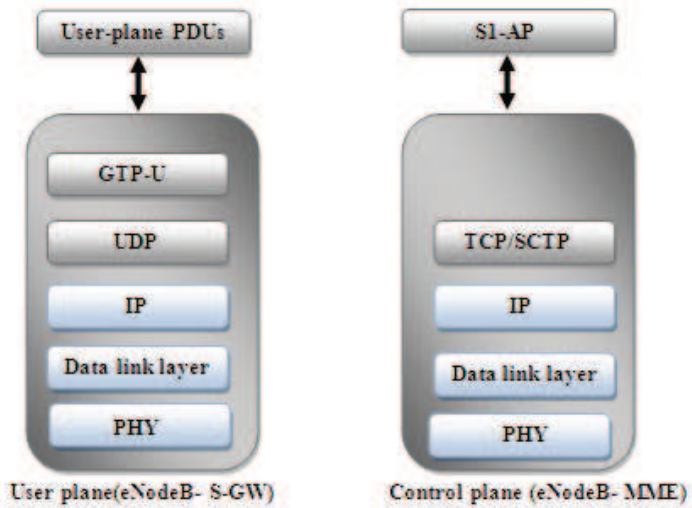 User-plane PDUs
GTP-U
UDP
IP
Data link layer
PHY
User plane(eNodeB- S-GW)
S1-AP
TCP/SCTP
IP
Data link layer
PHY
Control plane (eNodeB- MME)